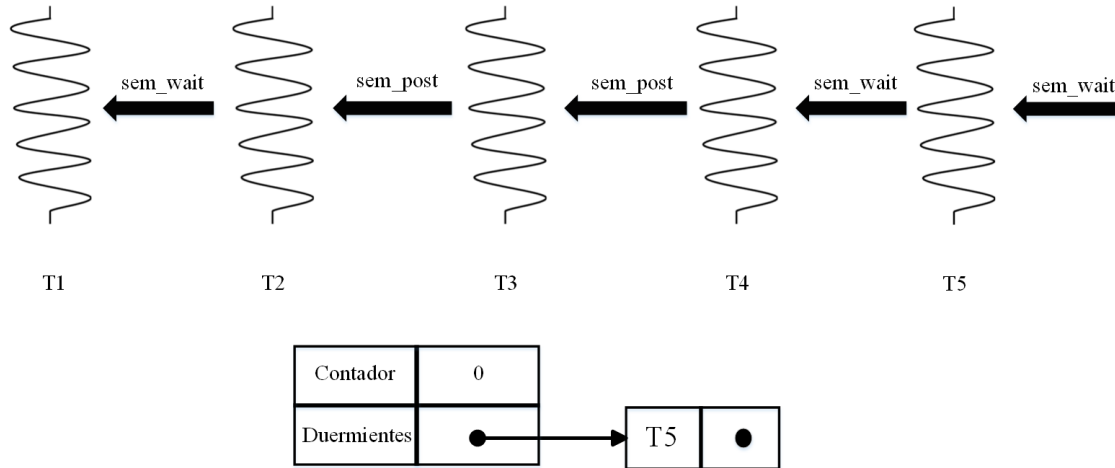 sem_wait
sem_post
sem_post
sem_wait
sem_wait
T1
T2
T3
T4
T5
Contador
0
Duermientes
T5